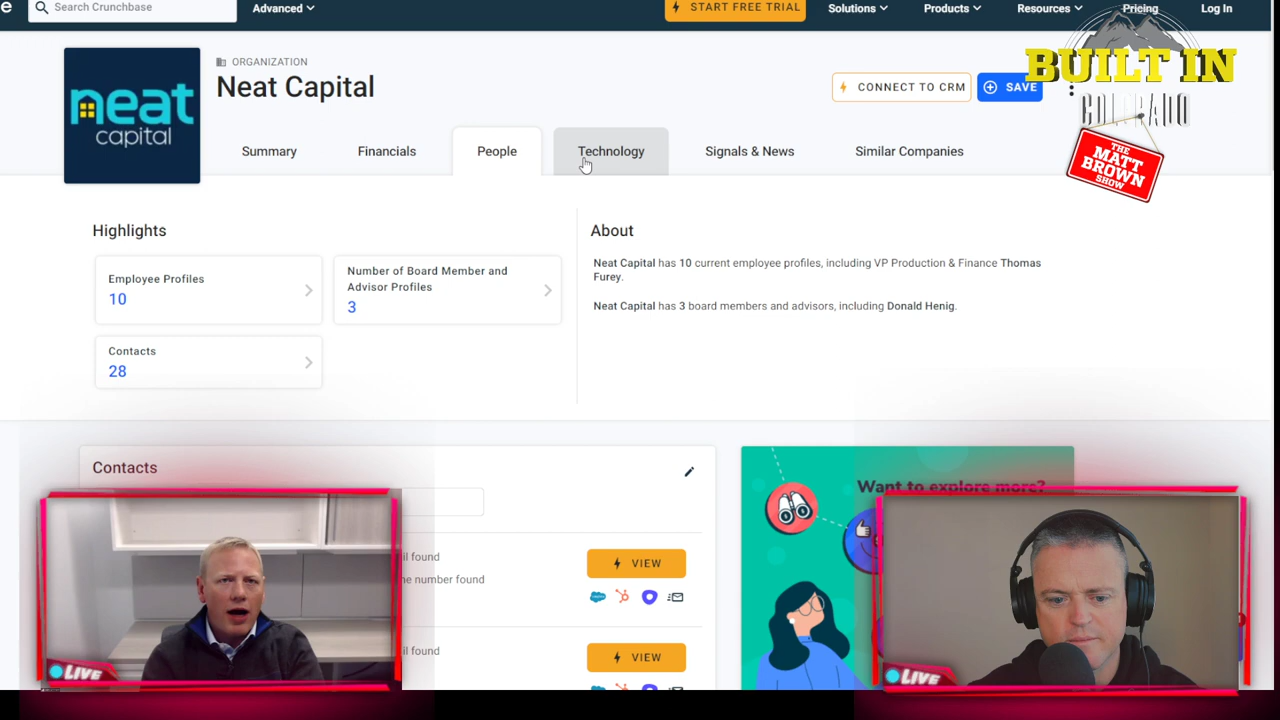 e
Search Crunchbase
Advanced
START FREE TRIAL
Solutions
Products
Resources
Pricing
Log In
neat
capital
ORGANIZATION
Neat Capital
CONNECT TO CRM
SAVE
BUILT IN
COLORADO
THE
MATT
BROWN
SHOW
Summary
Financials
People
Technology
Signals & News
Similar Companies
Highlights
Employee Profiles
10
Number of Board Member and
Advisor Profiles
3
Contacts
28
About
Neat Capital has 10 current employee profiles, including VP Production & Finance Thomas
Furey.
Neat Capital has 3 board members and advisors, including Donald Henig.
Contacts
Want to explore more?
il found
ne number found
VIEW
il found
VIEW
LIVE
LIVE